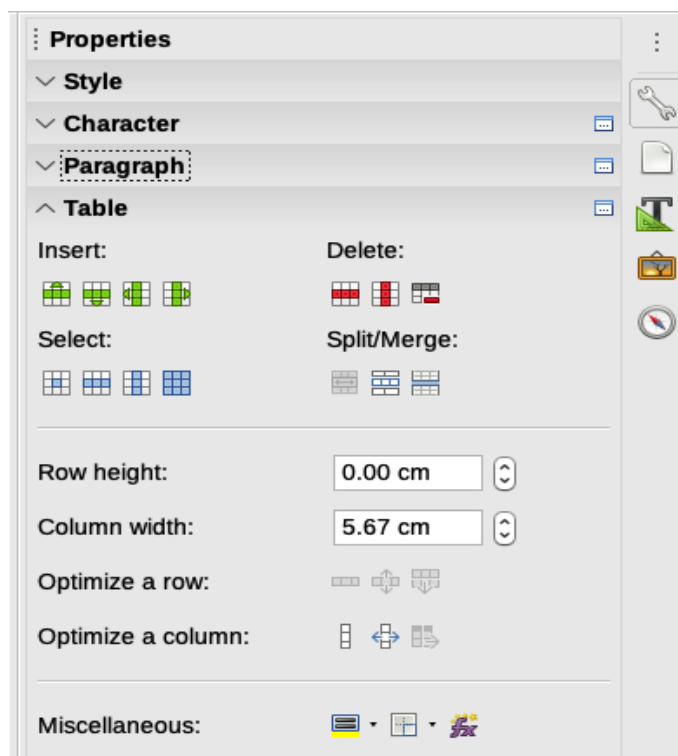 Properties
Style
Character
Paragraph
Table
Insert: Delete:
Select: Split/Merge:
Row height: 0.00 cm
Column width: 5.67 cm
Optimize a row:
Optimize a column:
Miscellaneous: